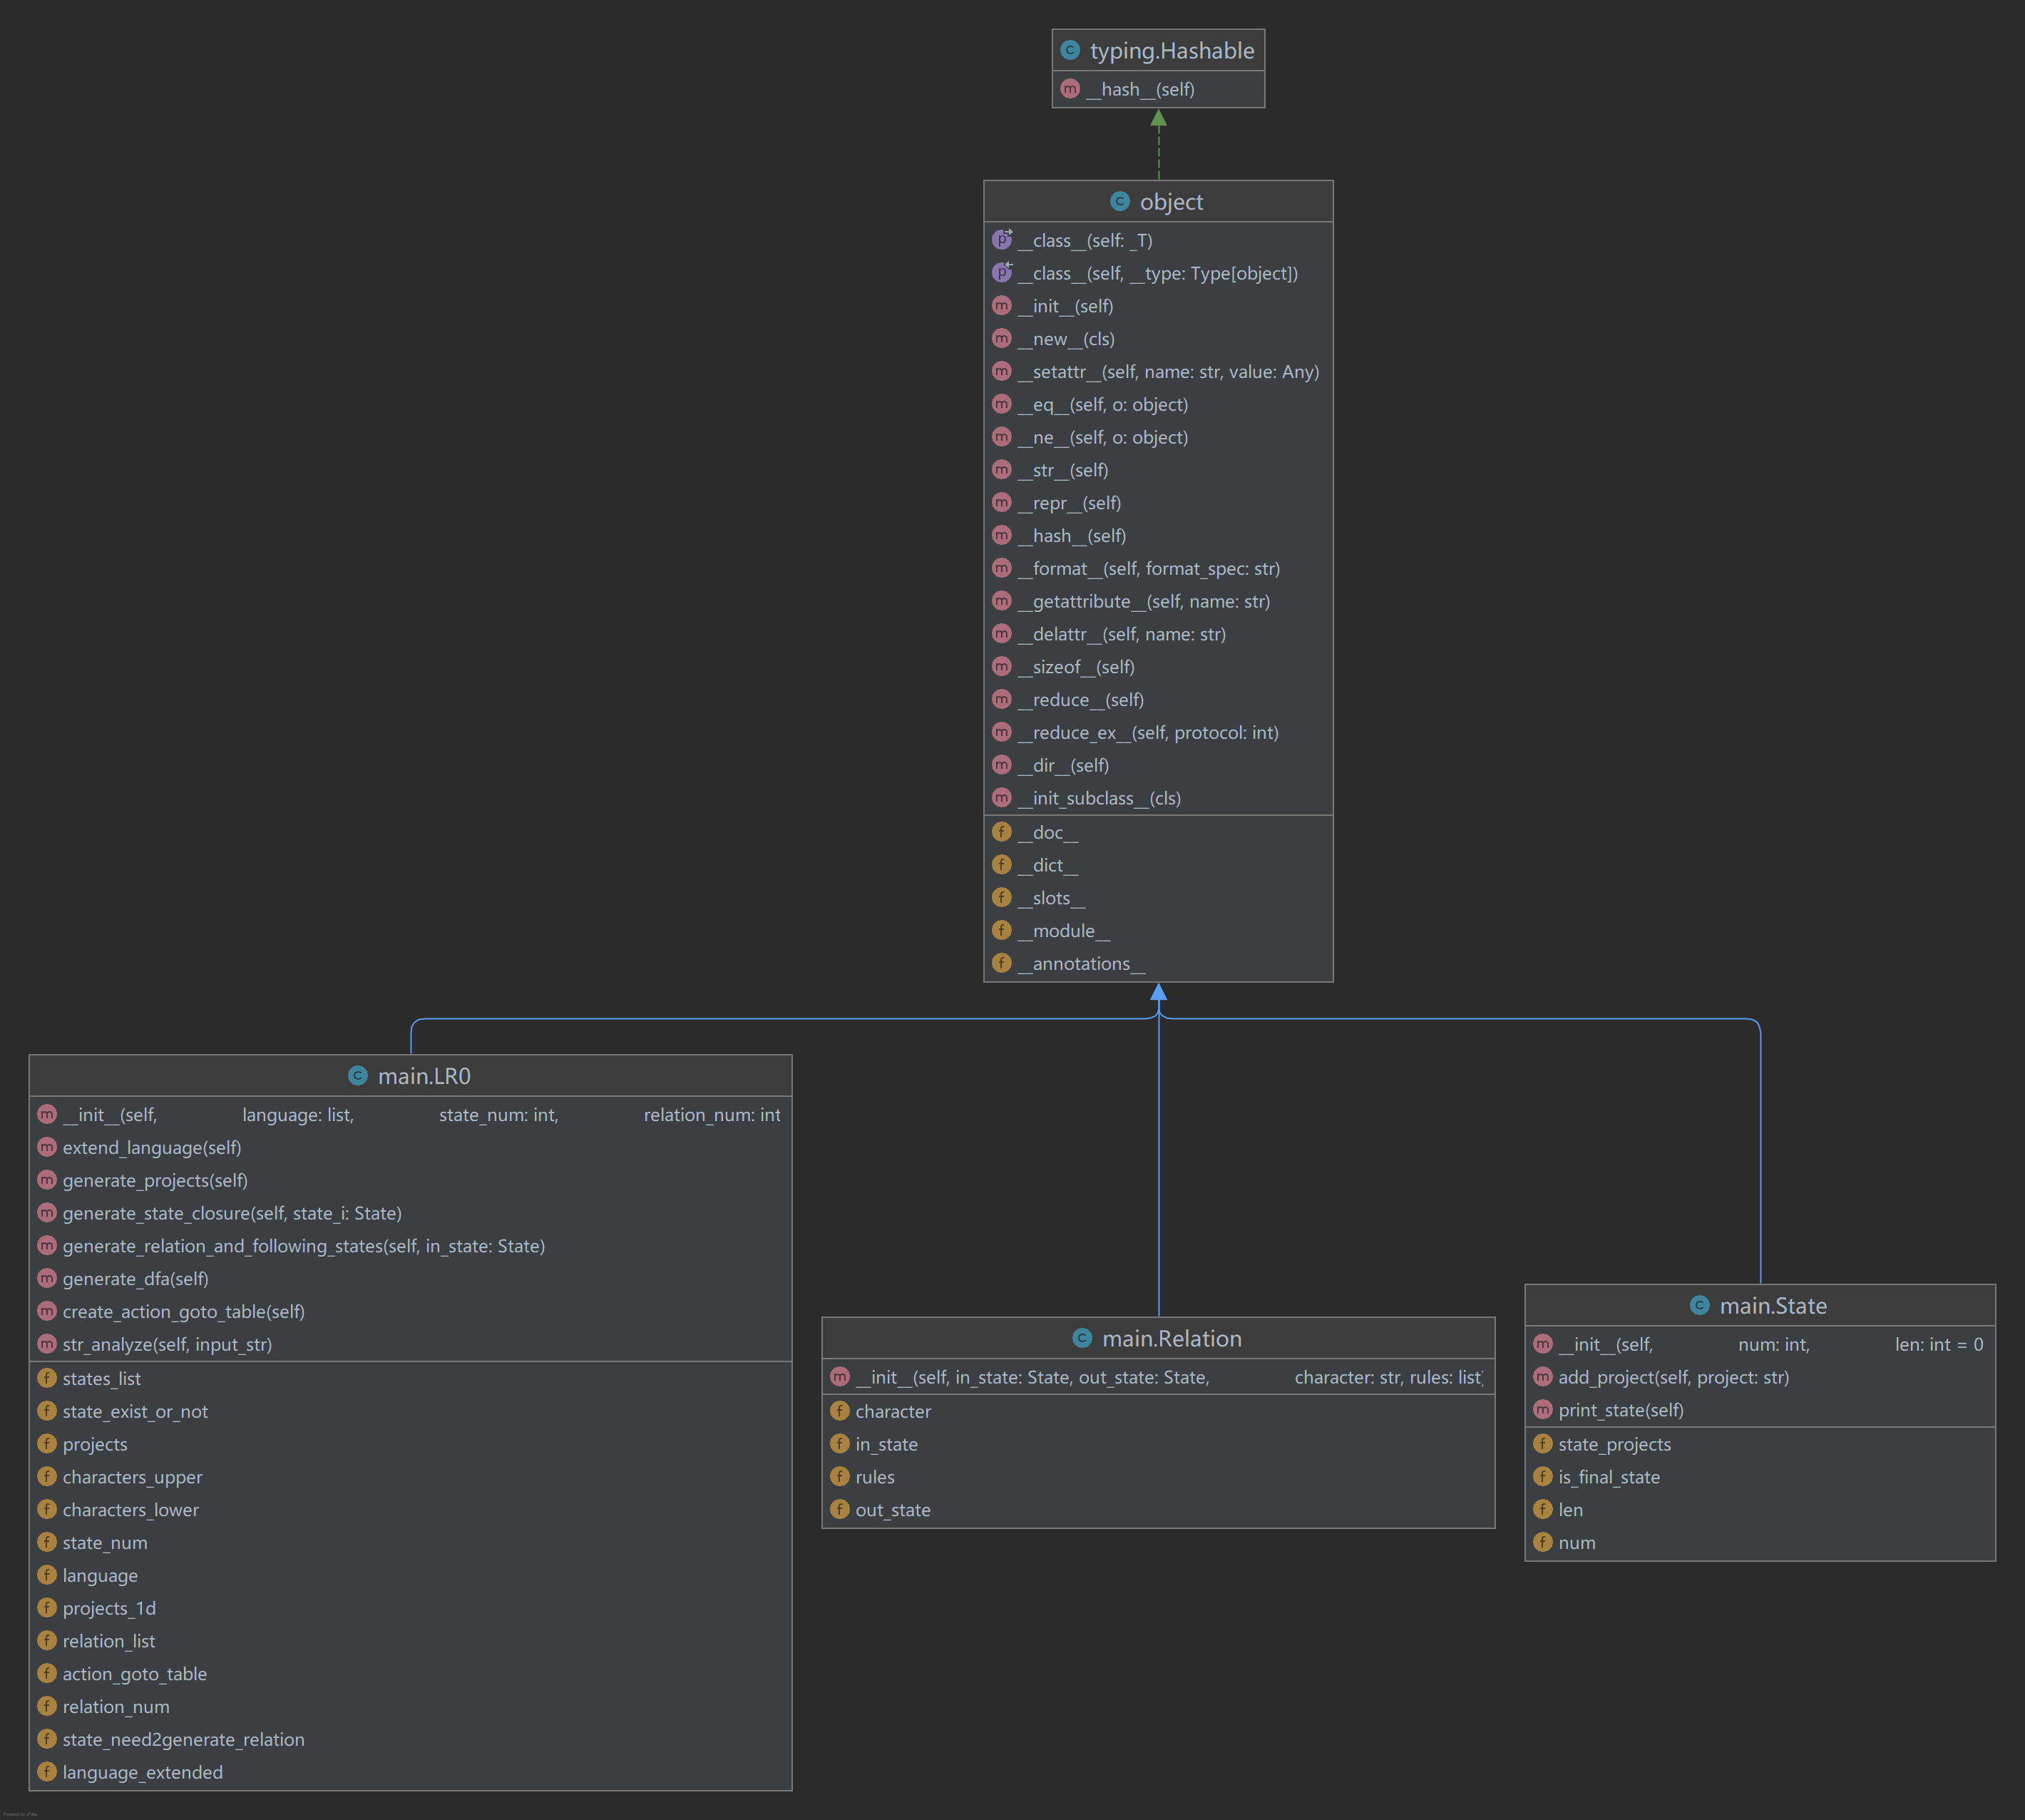 typing.Hashable
__hash__(self)
object
__class__(self: _T)
__class__(self, __type: Type[object])
__init__(self)
__new__(cls)
__setattr__(self, name: str, value: Any)
__eq__(self, o: object)
__ne__(self, o: object)
__str__(self)
__repr__(self)
__hash__(self)
__format__(self, format_spec: str)
__getattribute__(self, name: str)
__delattr__(self, name: str)
__sizeof__(self)
__reduce__(self)
__reduce_ex__(self, protocol: int)
__dir__(self)
__init_subclass__(cls)
__doc__
__dict__
__slots__
__module__
__annotations__
main.LR0
__init__(self, language: list, state_num: int, relation_num: int
extend_language(self)
generate_projects(self)
generate_state_closure(self, state_i: State)
generate_relation_and_following_states(self, in_state: State)
generate_dfa(self)
create_action_goto_table(self)
str_analyze(self, input_str)
states_list
state_exist_or_not
projects
characters_upper
characters_lower
state_num
language
projects_1d
relation_list
action_goto_table
relation_num
state_need2generate_relation
language_extended
main.Relation
__init__(self, in_state: State, out_state: State, character: str, rules: list)
character
in_state
rules
out_state
main.State
__init__(self, num: int, len: int = 0
add_project(self, project: str)
print_state(self)
state_projects
is_final_state
len
num
Powered by yFiles